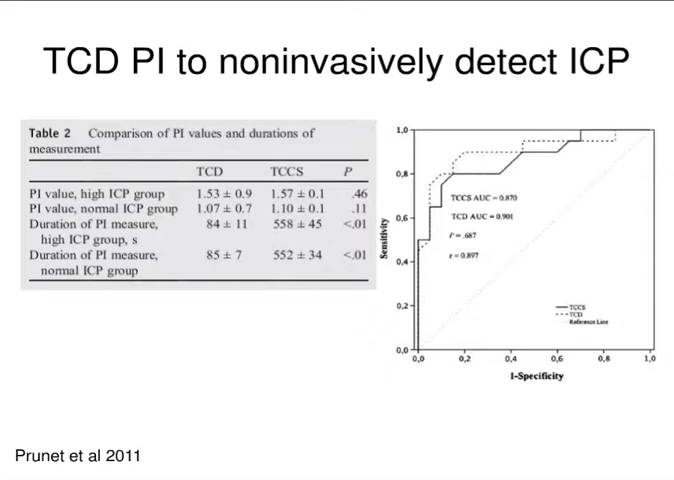 TCD PI to noninvasively detect ICP
Table 2 Comparison of PI values and durations of
measurement
TCD TCCS P
PI value, high ICP group 1.53 ± 0.9 1.57 ± 0.1 .46
PI value, normal ICP group 1.07 ± 0.7 1.10 ± 0.1 .11
Duration of PI measure, 84 ± 11 558 ± 45 <.01
high ICP group, s
Duration of PI measure, 85 ± 7 552 ± 34 <.01
normal ICP group
1,0
0,8
0,6
0,4
0,2
0,0
Sensitivity
TCCS AUC = 0.870
TCD AUC = 0.901
P = .687
r = 0.897
TCCS
TCD
Reference Line
0,0 0,2 0,4 0,6 0,8 1,0
1-Specificity
Prunet et al 2011